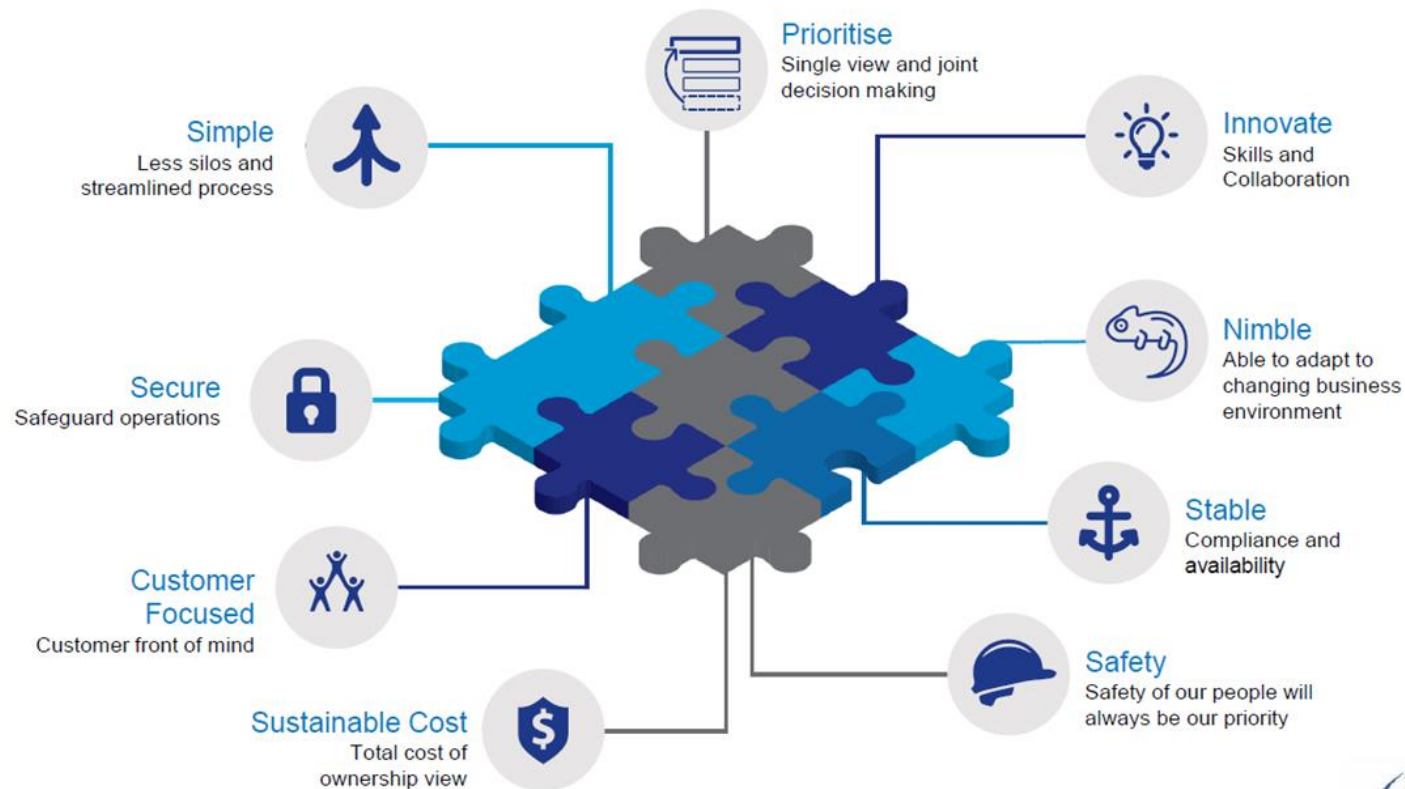 Prioritise
Single view and joint
decision making
Simple
Less silos and
streamlined process
Innovate
Skills and
Collaboration
Secure
Safeguard operations
Nimble
Able to adapt to
changing business
environment
Customer
Focused
Customer front of mind
Stable
Compliance and
availability
Sustainable Cost
Total cost of
ownership view
$
Safety
Safety of our people will
always be our priority